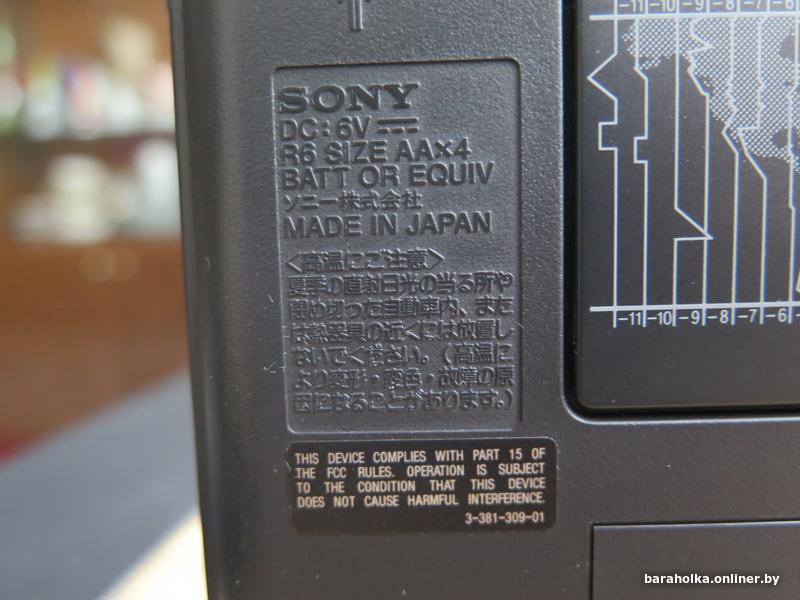 -11 -10 -9 -8 -7 -6
SONY
DC: 6V
R6 SIZE AA×4
BATT OR EQUIV
ソニー株式会社
MADE IN JAPAN
<高温にご注意>
夏季の直射日光の当る所や
閉め切った自動車内、また
は熱器具の近くには放置し
ないでください。(高温に
より変形・変色・故障の原
因になることがあります。)
-11 -10 -9 -8 -7 -6
THIS DEVICE COMPLIES WITH PART 15 OF
THE FCC RULES. OPERATION IS SUBJECT
TO THE CONDITION THAT THIS DEVICE
DOES NOT CAUSE HARMFUL INTERFERENCE.
3-381-309-01
baraholka.onliner.by